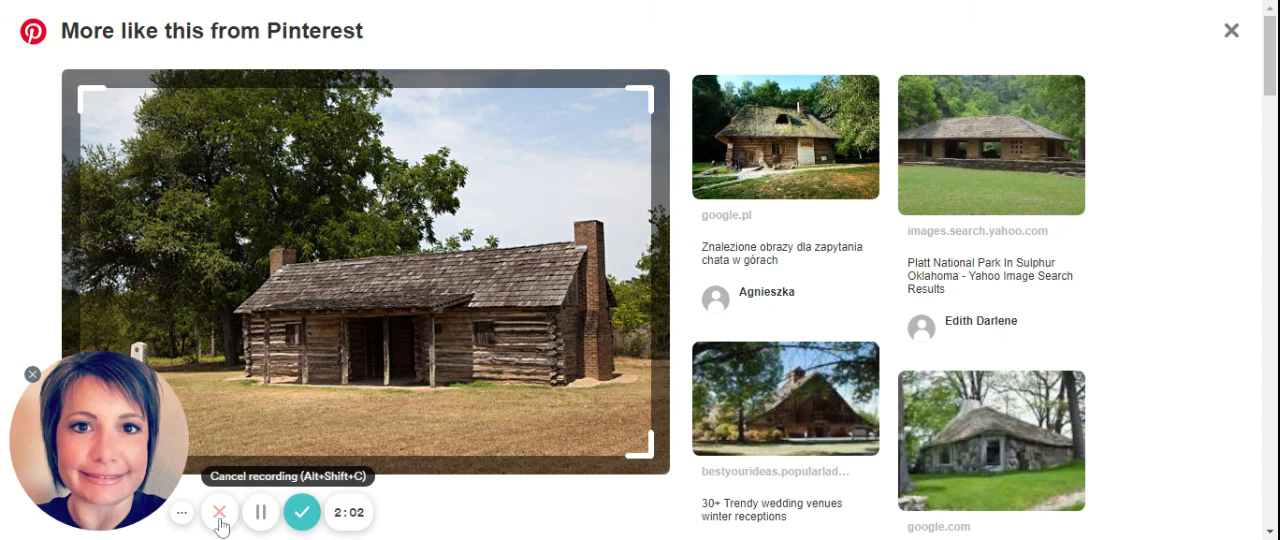 More like this from Pinterest
google.pl
Znalezione obrazy dla zapytania
chata w górach
Agnieszka
images.search.yahoo.com
Platt National Park In Sulphur
Oklahoma - Yahoo Image Search
Results
Edith Darlene
bestyourideas.popularlad...
30+ Trendy wedding venues
winter receptions
google.com
Cancel recording (Alt+Shift+C)
2:02